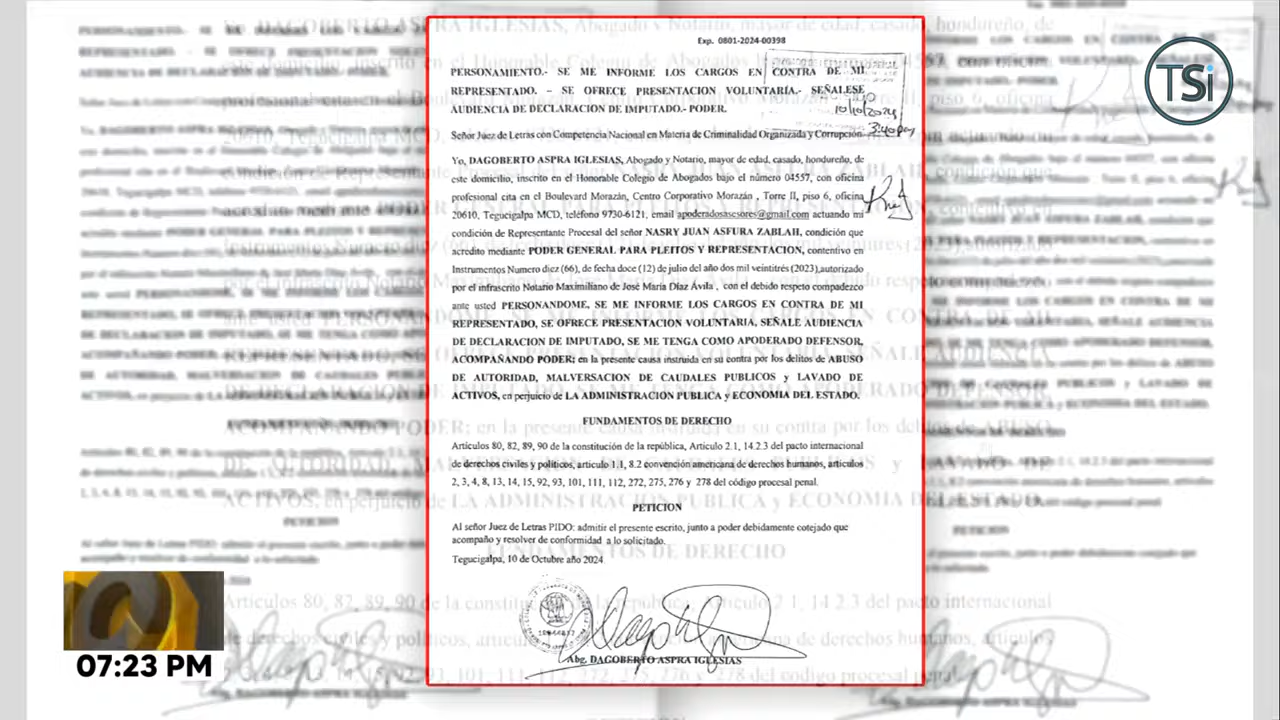 Exp. 0801-2024-00398
PERSONAMIENTO.- SE ME INFORME LOS CARGOS EN CONTRA DE MI
REPRESENTADO. - SE OFRECE PRESENTACION VOLUNTARIA.- SEÑALESE
AUDIENCIA DE DECLARACION DE IMPUTADO.- PODER.
10/10/2024
3:40 pm
Señor Juez de Letras con Competencia Nacional en Materia de Criminalidad Organizada y Corrupción.
Yo, DAGOBERTO ASPRA IGLESIAS, Abogado y Notario, mayor de edad, casado, hondureño, de
este domicilio, inscrito en el Honorable Colegio de Abogados bajo el número 04557, con oficina
profesional cita en el Boulevard Morazán, Centro Corporativo Morazán , Torre II, piso 6, oficina
20610, Tegucigalpa MCD, teléfono 9730-6121, email apoderadosasesores@gmail.com actuando mi
condición de Representante Procesal del señor NASRY JUAN ASFURA ZABLAH, condición que
acredito mediante PODER GENERAL PARA PLEITOS Y REPRESENTACION, contentivo en
Instrumentos Numero diez (66), de fecha doce (12) de julio del año dos mil veintitrés (2023),autorizado
por el infrascrito Notario Maximiliano de José María Díaz Ávila , con el debido respeto compadezco
ante usted PERSONANDOME, SE ME INFORME LOS CARGOS EN CONTRA DE MI
REPRESENTADO, SE OFRECE PRESENTACION VOLUNTARIA, SEÑALE AUDIENCIA
DE DECLARACION DE IMPUTADO, SE ME TENGA COMO APODERADO DEFENSOR,
ACOMPAÑANDO PODER; en la presente causa instruida en su contra por los delitos de ABUSO
DE AUTORIDAD, MALVERSACION DE CAUDALES PUBLICOS y LAVADO DE
ACTIVOS, en perjuicio de LA ADMINISTRACION PUBLICA y ECONOMIA DEL ESTADO.
FUNDAMENTOS DE DERECHO
Artículos 80, 82, 89, 90 de la constitución de la república, Artículo 2.1, 14.2.3 del pacto internacional
de derechos civiles y políticos, artículo 1.1, 8.2 convención americana de derechos humanos, artículos
2, 3, 4, 8, 13, 14, 15, 92, 93, 101, 111, 112, 272, 275, 276 y 278 del código procesal penal.
PETICION
Al señor Juez de Letras PIDO: admitir el presente escrito, junto a poder debidamente cotejado que
acompaño y resolver de conformidad a lo solicitado.
Tegucigalpa, 10 de Octubre año 2024
Abg. DAGOBERTO ASPRA IGLESIAS
TSi
07:23 PM